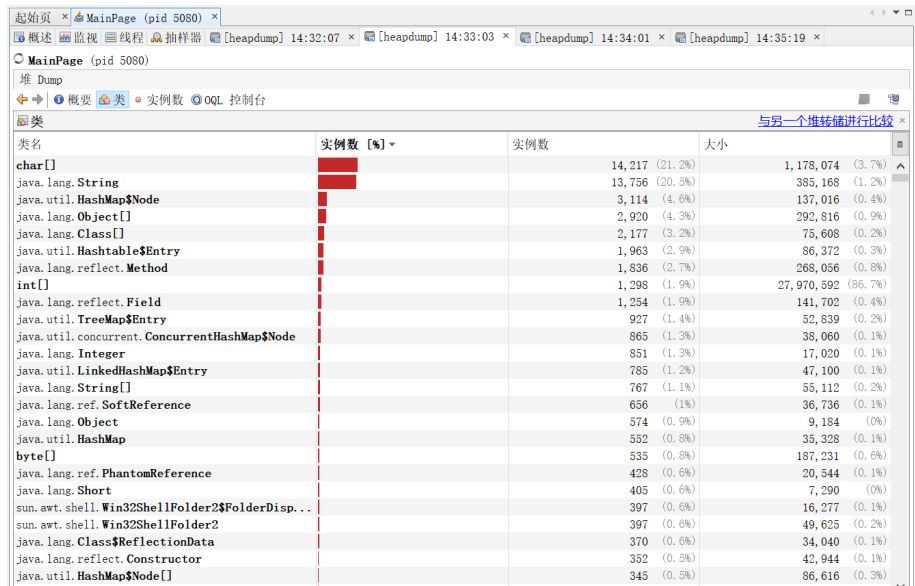 起始页 × MainPage (pid 5080) ×
概述 监视 线程 抽样器 [heapdump] 14:32:07 × [heapdump] 14:33:03 × [heapdump] 14:34:01 × [heapdump] 14:35:19 ×
MainPage (pid 5080)
堆 Dump
概要 类 实例数 OQL 控制台
类 与另一个堆转储进行比较 ×
类名 实例数 [%] 实例数 大小
char[] 14,217 (21.2%) 1,178,074 (3.7%)
java.lang.String 13,756 (20.5%) 385,168 (1.2%)
java.util.HashMap$Node 3,114 (4.6%) 137,016 (0.4%)
java.lang.Object[] 2,920 (4.3%) 292,816 (0.9%)
java.lang.Class[] 2,177 (3.2%) 75,608 (0.2%)
java.util.Hashtable$Entry 1,963 (2.9%) 86,372 (0.3%)
java.lang.reflect.Method 1,836 (2.7%) 268,056 (0.8%)
int[] 1,298 (1.9%) 27,970,592 (86.7%)
java.lang.reflect.Field 1,254 (1.9%) 141,702 (0.4%)
java.util.TreeMap$Entry 927 (1.4%) 52,839 (0.2%)
java.util.concurrent.ConcurrentHashMap$Node 865 (1.3%) 38,060 (0.1%)
java.lang.Integer 851 (1.3%) 17,020 (0.1%)
java.util.LinkedHashMap$Entry 785 (1.2%) 47,100 (0.1%)
java.lang.String[] 767 (1.1%) 55,112 (0.2%)
java.lang.ref.SoftReference 656 (1%) 36,736 (0.1%)
java.lang.Object 574 (0.9%) 9,184 (0%)
java.util.HashMap 552 (0.8%) 35,328 (0.1%)
byte[] 535 (0.8%) 187,231 (0.6%)
java.lang.ref.PhantomReference 428 (0.6%) 20,544 (0.1%)
java.lang.Short 405 (0.6%) 7,290 (0%)
sun.awt.shell.Win32ShellFolder2$FolderDisp... 397 (0.6%) 16,277 (0.1%)
sun.awt.shell.Win32ShellFolder2 397 (0.6%) 49,625 (0.2%)
java.lang.Class$ReflectionData 370 (0.6%) 34,040 (0.1%)
java.lang.reflect.Constructor 352 (0.5%) 42,944 (0.1%)
java.util.HashMap$Node[] 345 (0.5%) 86,616 (0.3%)